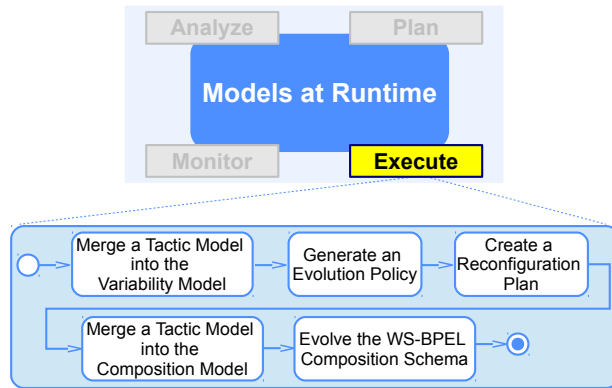 Analyze
Plan
Models at Runtime
Monitor
Execute
Merge a Tactic Model
into the
Variability Model
Generate an
Evolution Policy
Create a
Reconfiguration
Plan
Merge a Tactic Model
into the
Composition Model
Evolve the WS-BPEL
Composition Schema